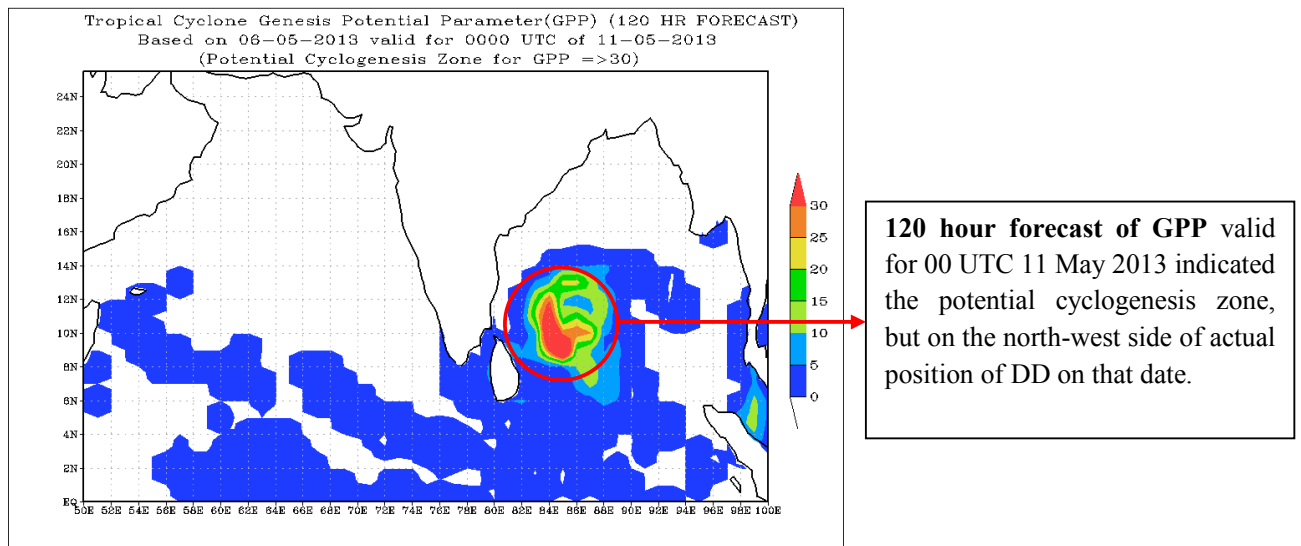 Tropical Cyclone Genesis Potential Parameter(GPP) (120 HR FORECAST)
Based on 06-05-2013 valid for 0000 UTC of 11-05-2013
(Potential Cyclogenesis Zone for GPP =>30)
24N
22N
20N
18N
16N
14N
12N
10N
8N
6N
4N
2N
EQ
50E 52E 54E 56E 58E 60E 62E 64E 66E 68E 70E 72E 74E 76E 78E 80E 82E 84E 86E 88E 90E 92E 94E 96E 98E 100E
30
25
20
15
10
5
0
120 hour forecast of GPP valid
for 00 UTC 11 May 2013 indicated
the potential cyclogenesis zone,
but on the north-west side of actual
position of DD on that date.